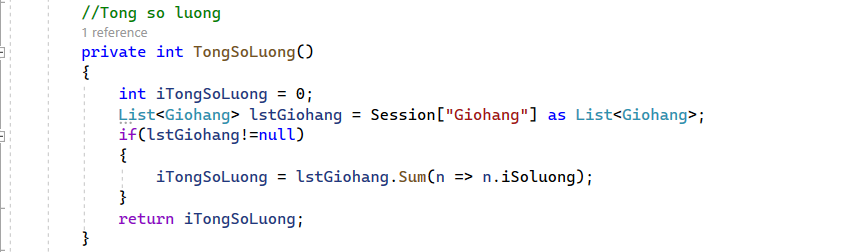 //Tong so luong
1 reference
private int TongSoLuong()
{
int iTongSoLuong = 0;
List<Giohang> lstGiohang = Session["Giohang"] as List<Giohang>;
if(lstGiohang!=null)
{
iTongSoLuong = lstGiohang.Sum(n => n.iSoluong);
}
return iTongSoLuong;
}